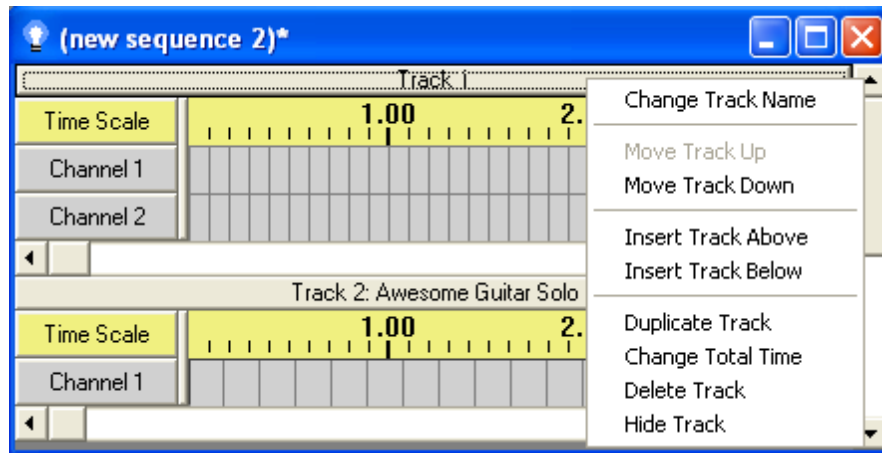 (new sequence 2)*
Track 1
Time Scale
1.00
2.
Channel 1
Channel 2
Track 2: Awesome Guitar Solo
Time Scale
1.00
2.
Channel 1
Change Track Name
Move Track Up
Move Track Down
Insert Track Above
Insert Track Below
Duplicate Track
Change Total Time
Delete Track
Hide Track